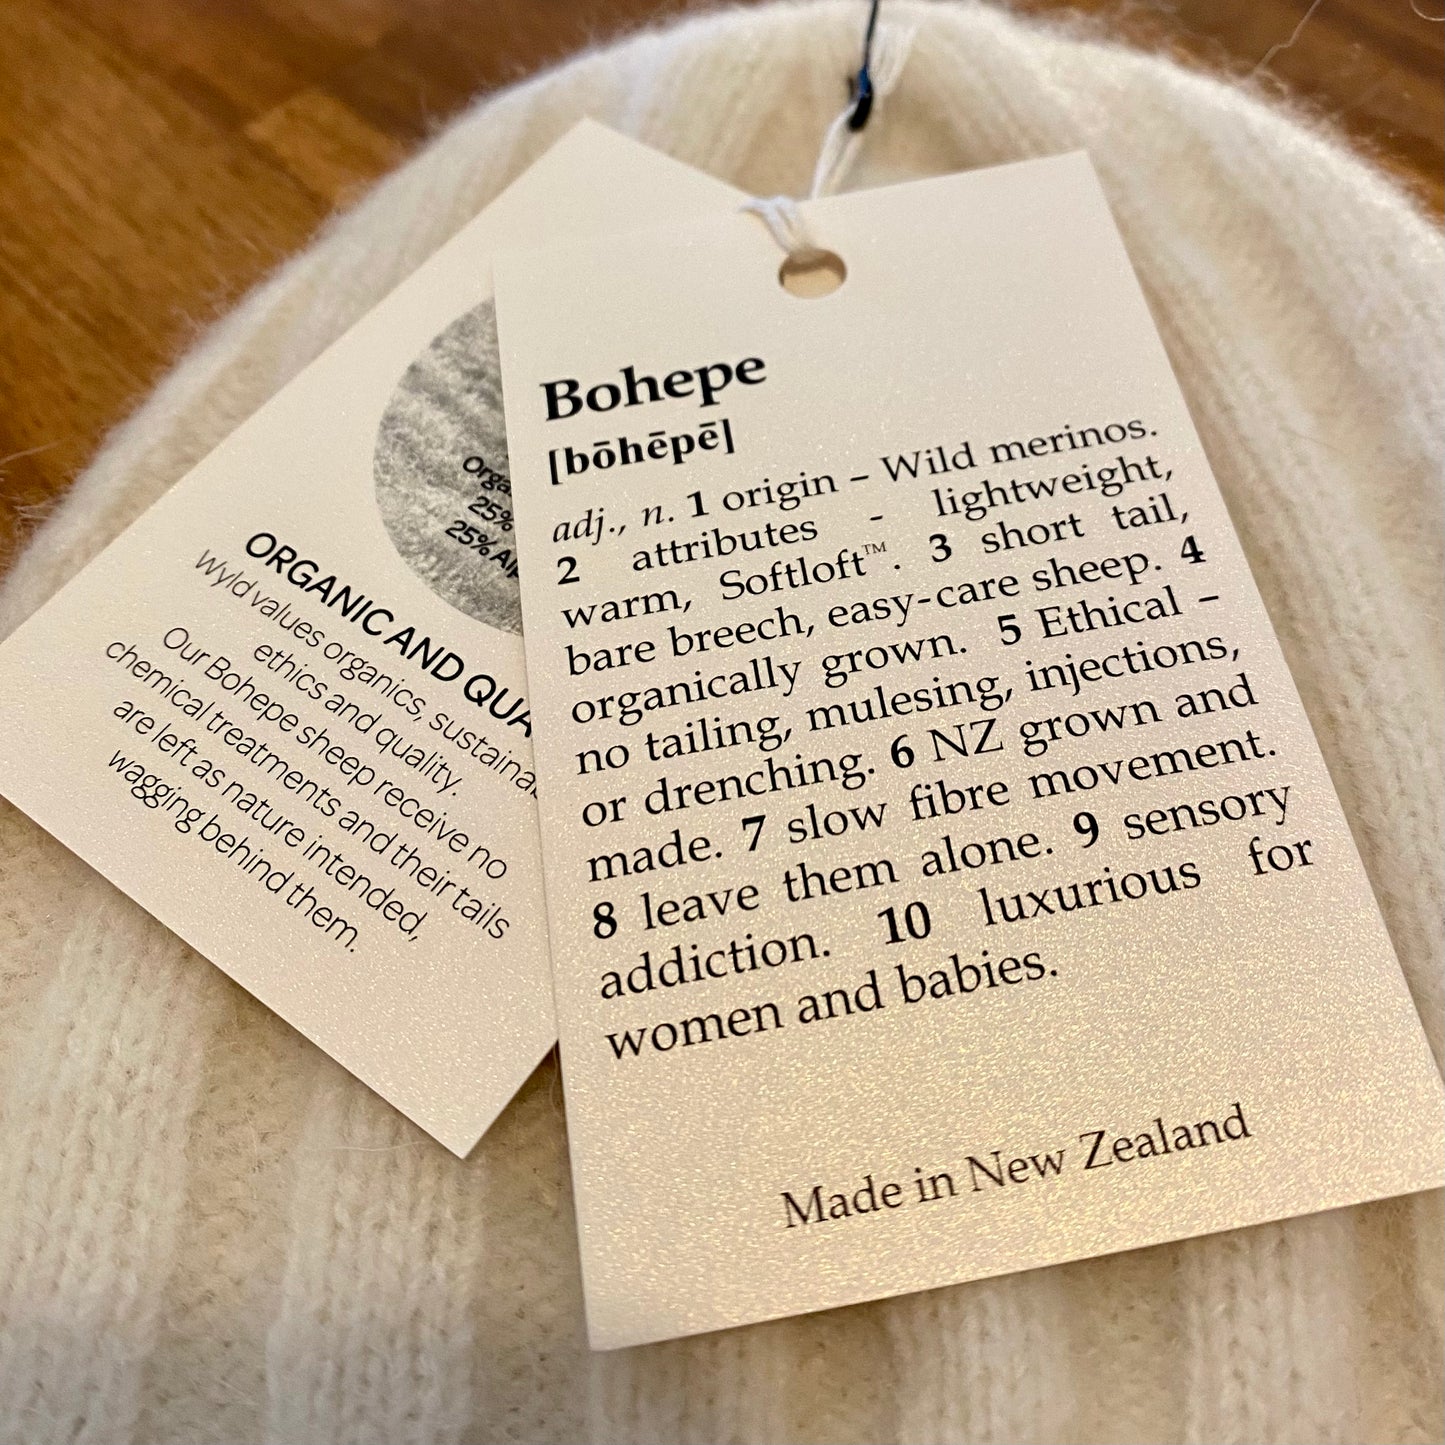 Bohepe
[bōhēpē]
adj., n. 1 origin – Wild merinos.
2 attributes - lightweight,
warm, Softloft™. 3 short tail,
bare breech, easy-care sheep. 4
organically grown. 5 Ethical –
no tailing, mulesing, injections,
or drenching. 6 NZ grown and
made. 7 slow fibre movement.
8 leave them alone. 9 sensory
addiction. 10 luxurious for
women and babies.
Made in New Zealand
25%
25%
ORGANIC AND
Wyld values organics,
ethics and quality.
Our Bohepe sheep receive no
chemical treatments and their tails
are left as nature intended,
wagging behind them.